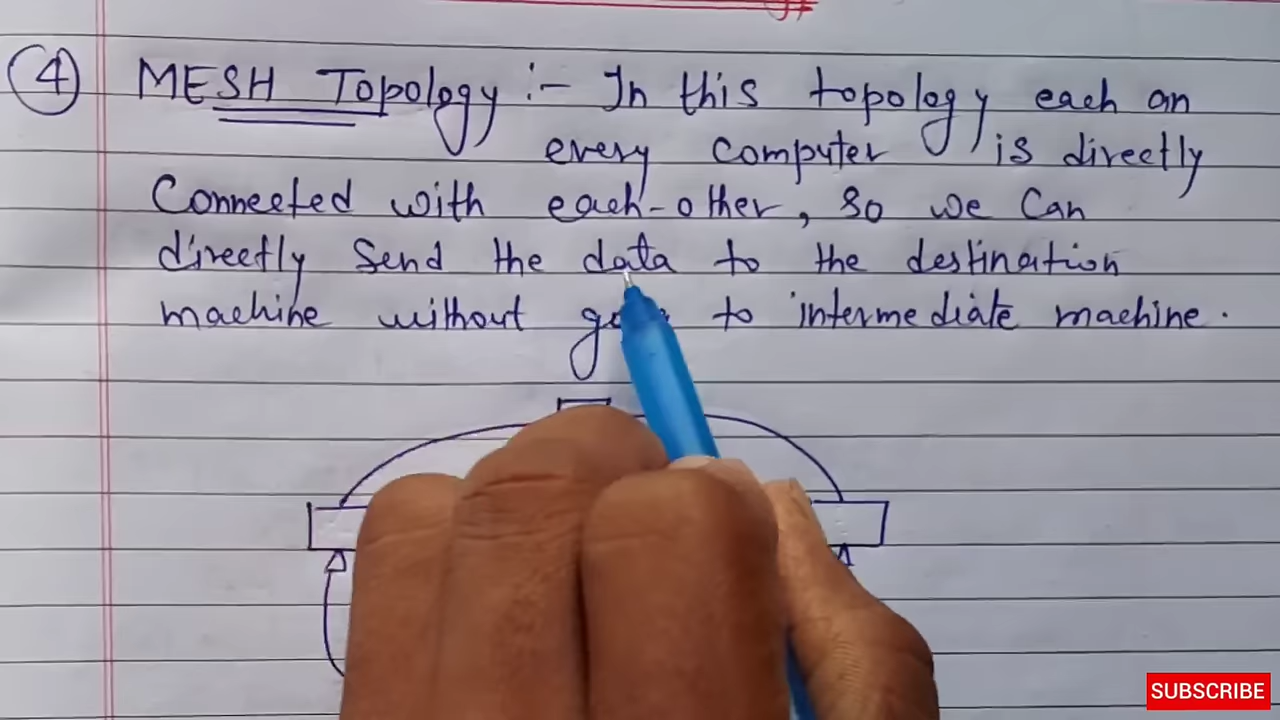 4 MESH Topology :- In this topology each an
every computer is directly
Connected with each-other, so we can
directly send the data to the destination
machine without to intermediate machine.
SUBSCRIBE